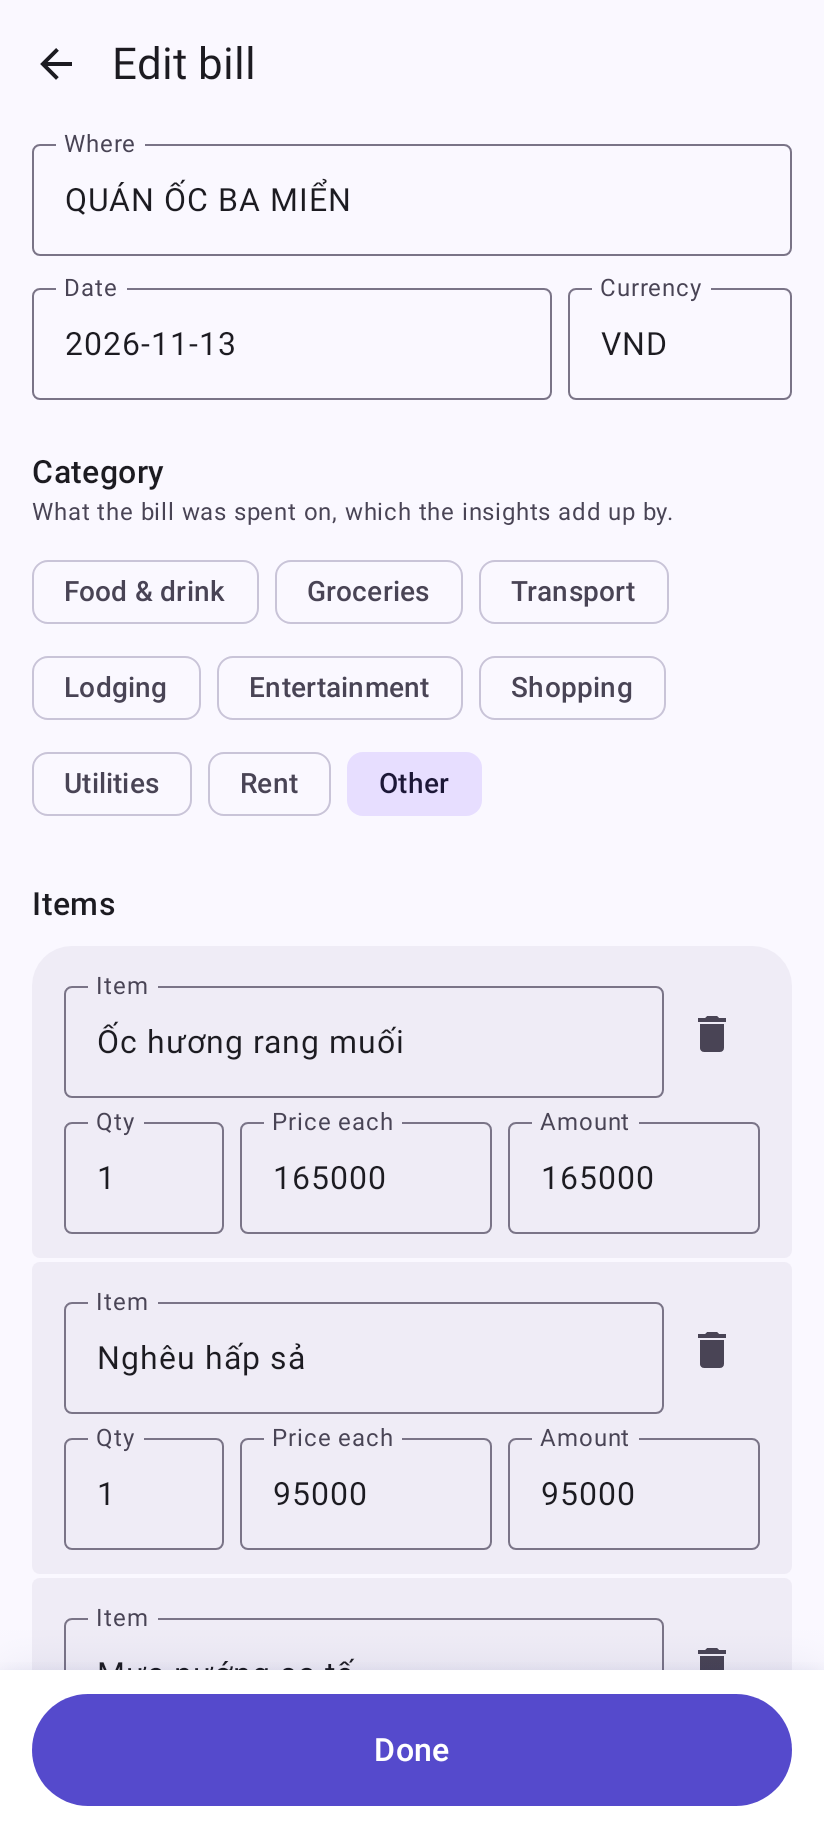 Edit bill
Where
QUÁN ỐC BA MIỂN
Date
2026-11-13
Currency
VND
Category
What the bill was spent on, which the insights add up by.
Food & drink
Groceries
Transport
Lodging
Entertainment
Shopping
Utilities
Rent
Other
Items
Item
Ốc hương rang muối
Qty
1
Price each
165000
Amount
165000
Item
Nghêu hấp sả
Qty
1
Price each
95000
Amount
95000
Item
Done